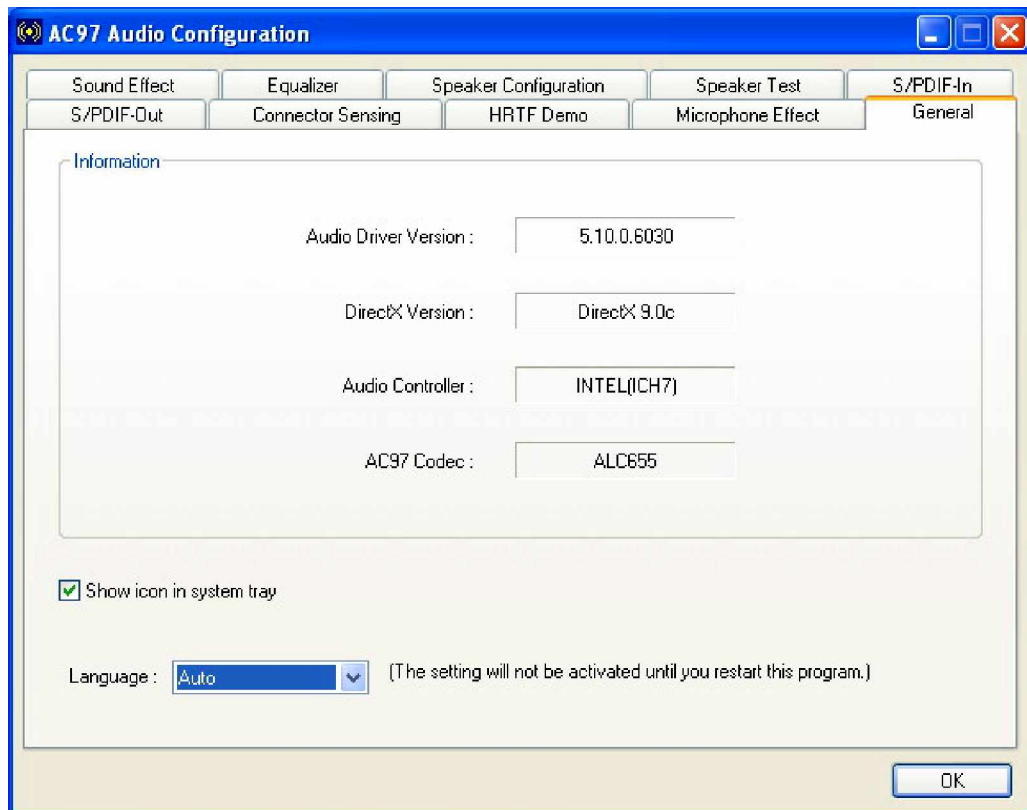 AC97 Audio Configuration
Sound Effect Equalizer Speaker Configuration Speaker Test S/PDIF-In
S/PDIF-Out Connector Sensing HRTF Demo Microphone Effect General
Information
Audio Driver Version : 5.10.0.6030
DirectX Version : DirectX 9.0c
Audio Controller : INTEL(ICH7)
AC97 Codec : ALC655
Show icon in system tray
Language : Auto (The setting will not be activated until you restart this program.)
OK